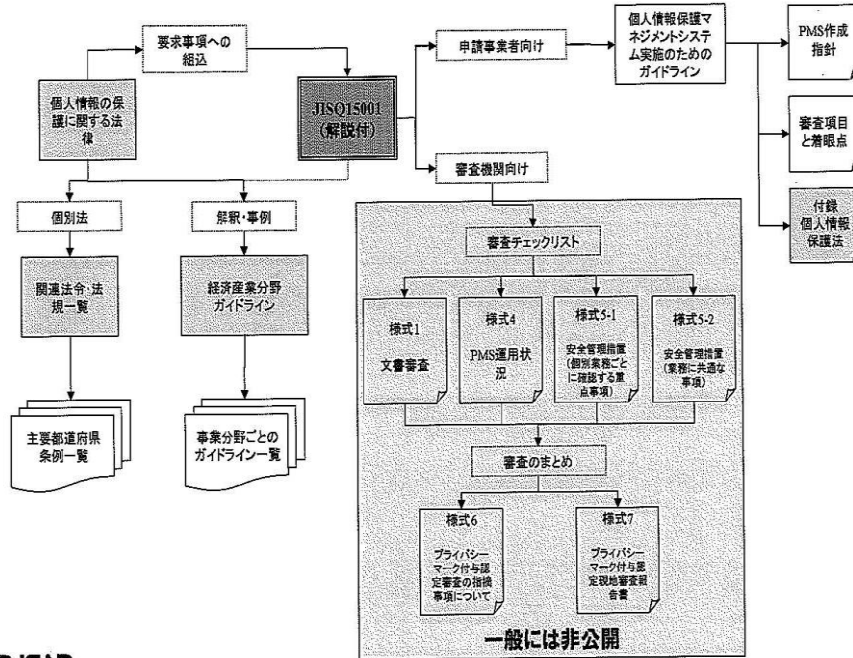 要求事項への
組込
個人情報の保
護に関する法
律
JISQ15001
(解説付)
申請事業者向け
個人情報保護マ
ネジメントシステ
ム実施のための
ガイドライン
PMS作成
指針
審査項目
と着眼点
付録
個人情報
保護法
審査機関向け
個別法
解釈・事例
関連法令・法
規一覧
経済産業分野
ガイドライン
主要都道府県
条例一覧
事業分野ごとの
ガイドライン一覧
審査チェックリスト
様式1
文書審査
様式4
PMS運用状
況
様式5-1
安全管理措置
(個別業務ごと
に確認する重
点事項)
様式5-2
安全管理措置
(業務に共通な
事項)
審査のまとめ
様式6
プライバシー
マーク付与認
定審査の指摘
事項について
様式7
プライバシー
マーク付与認
定現地審査報
告書
一般には非公開